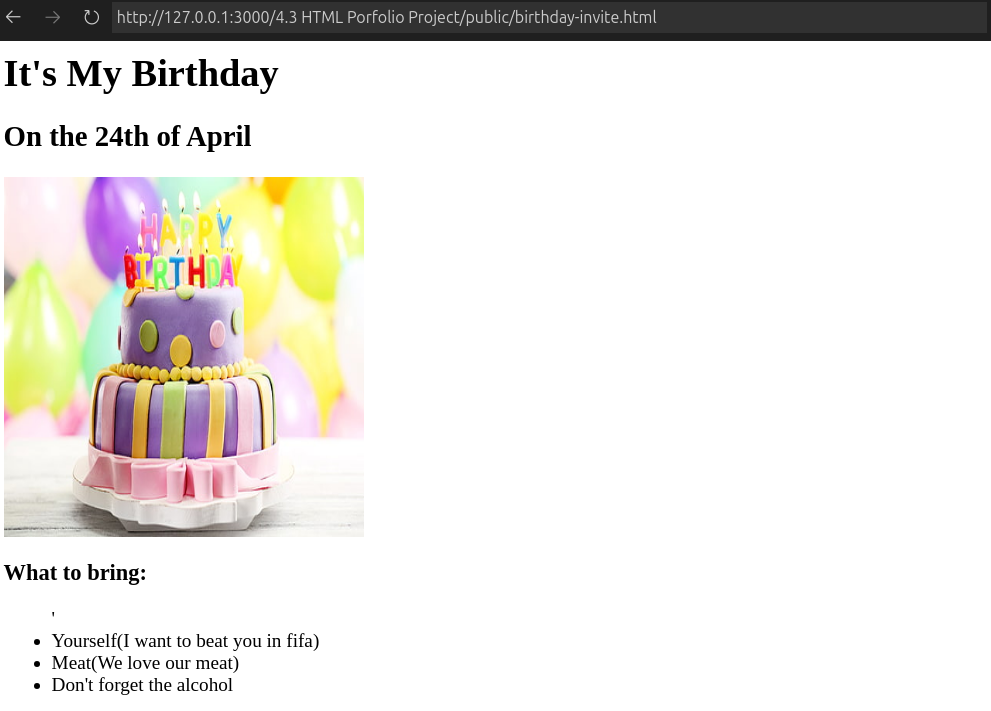 http://127.0.0.1:3000/4.3 HTML Porfolio Project/public/birthday-invite.html
It's My Birthday
On the 24th of April
HAPPY
BIRTHDAY
What to bring:
'
Yourself(I want to beat you in fifa)
Meat(We love our meat)
Don't forget the alcohol